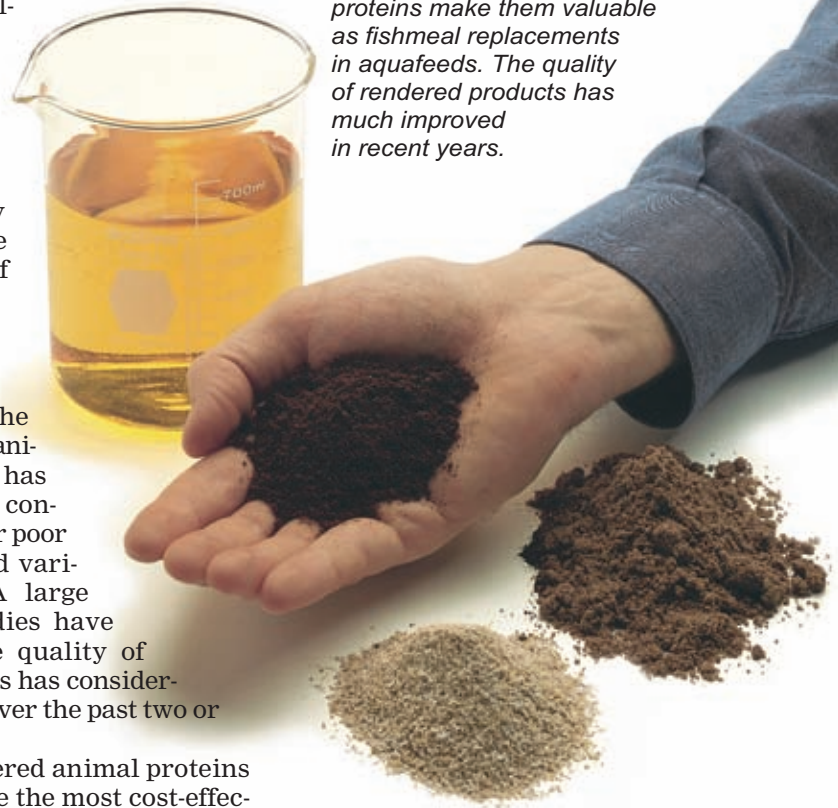 l-
proteins make them valuable
as fishmeal replacements
in aquafeeds. The quality
of rendered products has
much improved
in recent years.
700ml
y
e
f
he
ani-
has
con-
r poor
d vari-
A large
dies have
e quality of
s has consider-
ver the past two or
ered animal proteins
e the most cost-effec-